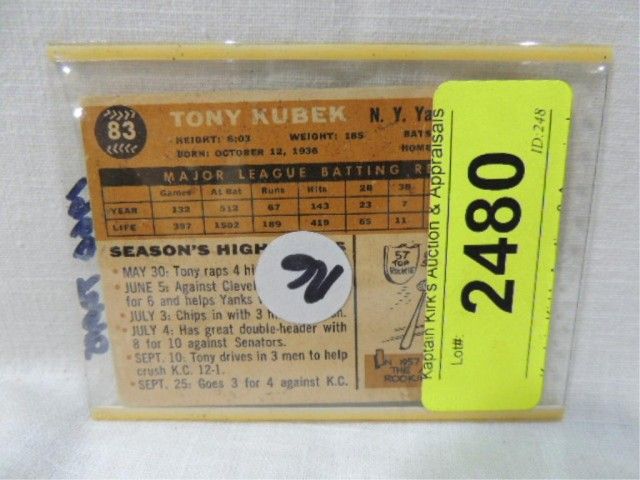 83
TONY KUBEK N. Y. Ya
HEIGHT: 6:03 WEIGHT: 185 BATS
BORN: OCTOBER 12, 1936 HOME
MAJOR LEAGUE BATTING RE
Games At Bat Runs Hits 2B 3B
YEAR 132 512 67 143 23 7
LIFE 397 1502 189 419 65 11
SEASON'S HIGH
• MAY 30: Tony raps 4 hi
• JUNE 5: Against Clevel
for 6 and helps Yanks
• JULY 3: Chips in with 3 h
• JULY 4: Has great double-header with
8 for 10 against Senators.
• SEPT. 10: Tony drives in 3 men to help
crush K.C. 12-1.
• SEPT. 25: Goes 3 for 4 against K.C.
57
TOP
ROOKIE
IN 1957
THE
ROOKIE
Kaptain Kirk's Auction & Appraisals
Lot#: 2480
ID:248